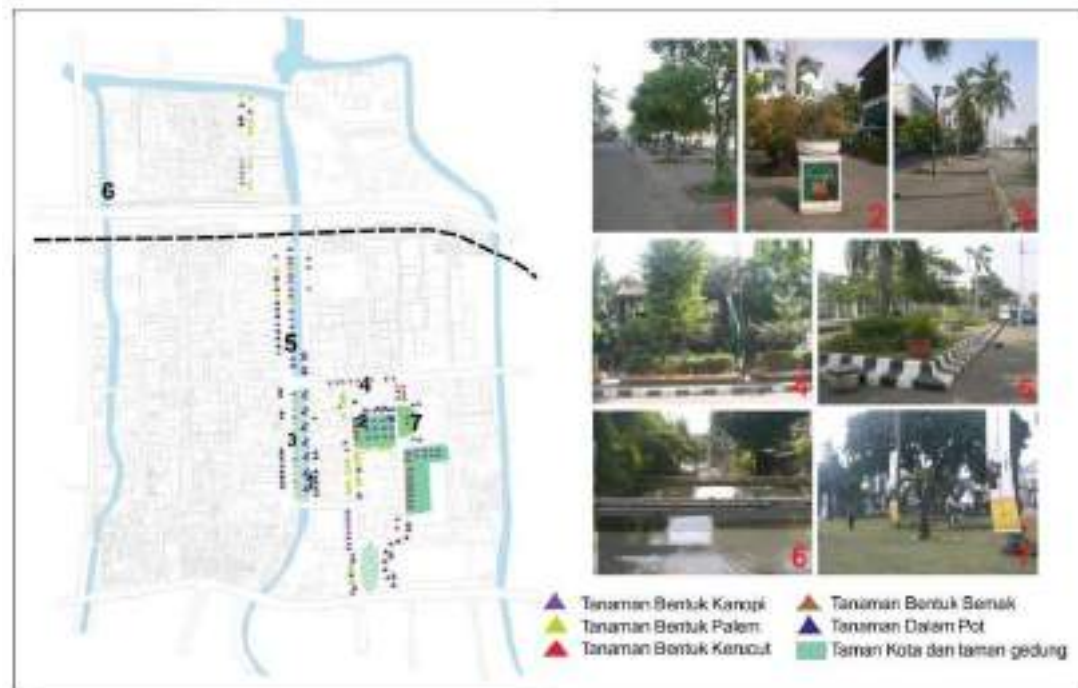 6
5
4
2
7
3
1
2
3
4
5
6
7
Tanaman Bentuk Kanopi
Tanaman Bentuk Palem
Tanaman Bentuk Kerucut
Tanaman Bentuk Semak
Tanaman Dalam Pot
Taman Kota dan taman gedung